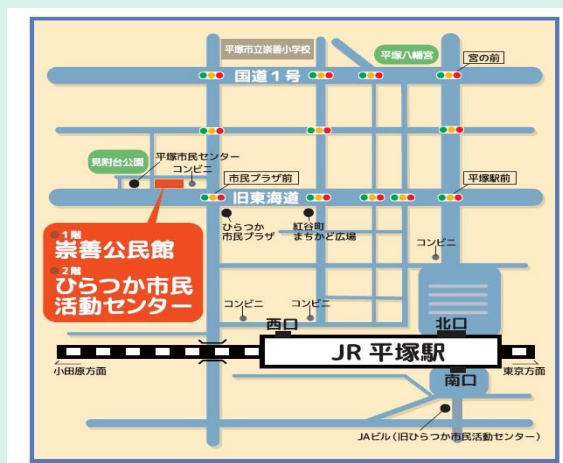 平塚市立崇善小学校
平塚八幡宮
宮の前
国道1号
見附台公園
平塚市民センター
コンビニ
市民プラザ前
平塚駅前
旧東海道
●1階
崇善公民館
●2階
ひらつか市民
活動センター
ひらつか
市民プラザ
紅谷町
まちかど広場
コンビニ
コンビニ
コンビニ
西口
北口
JR 平塚駅
小田原方面
南口
東京方面
JAビル(旧ひらつか市民活動センター)